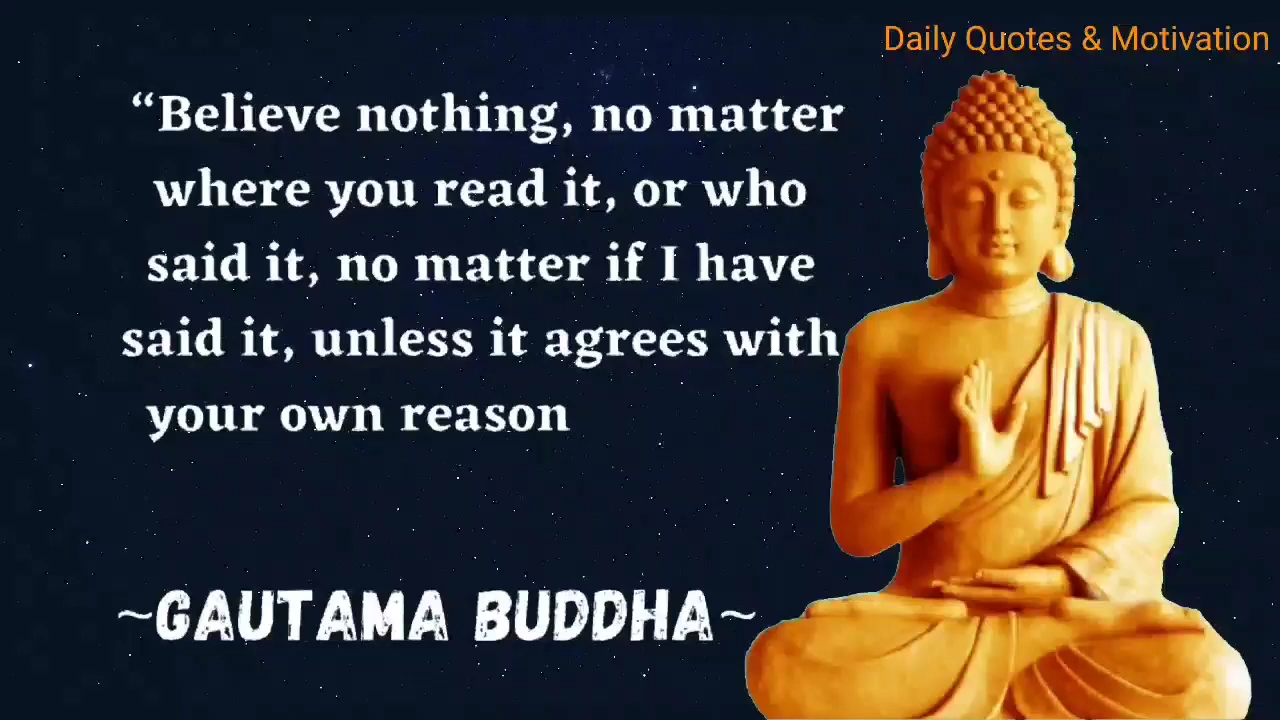 Daily Quotes & Motivation
“Believe nothing, no matter
where you read it, or who
said it, no matter if I have
said it, unless it agrees with
your own reason
~GAUTAMA BUDDHA~